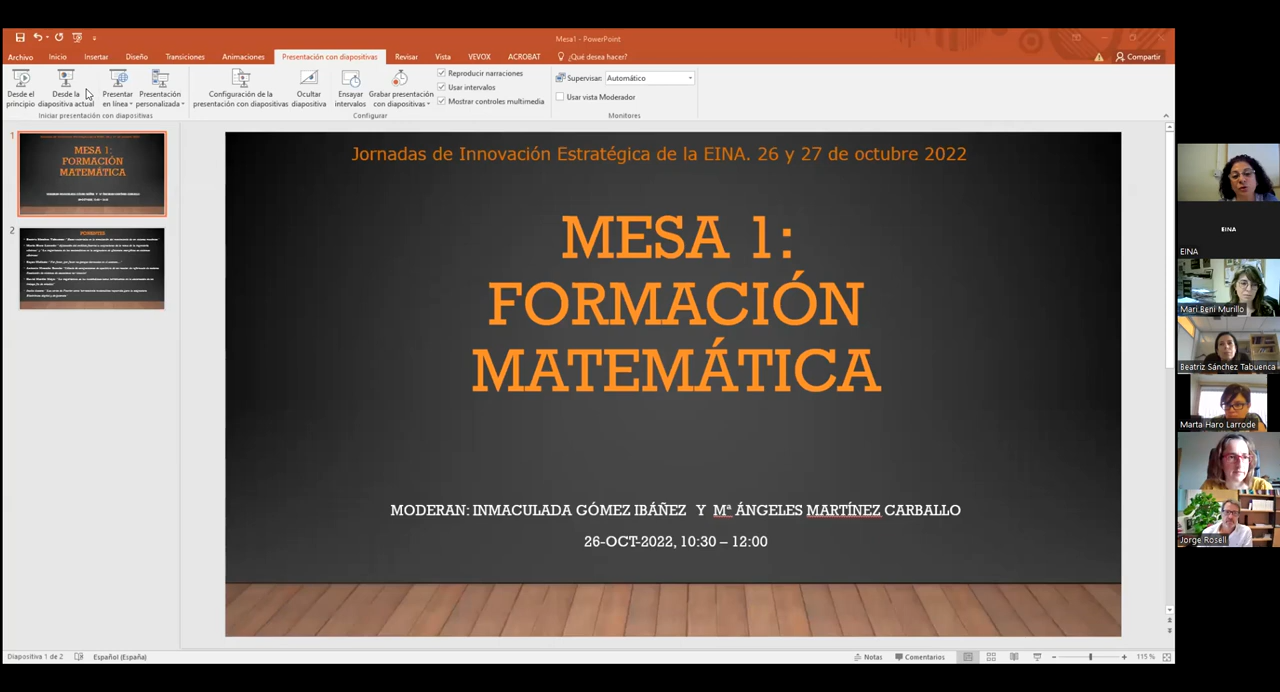 Mesa1 - PowerPoint
Archivo Inicio Insertar Diseño Transiciones Animaciones Presentación con diapositivas Revisar Vista VEVOX ACROBAT ¿Qué desea hacer? Compartir
Desde el principio
Desde la diapositiva actual
Presentar en línea
Presentación personalizada
Configuración de la presentación con diapositivas
Ocultar diapositiva
Ensayar intervalos
Grabar presentación con diapositivas
Reproducir narraciones
Usar intervalos
Mostrar controles multimedia
Supervisar: Automático
Usar vista Moderador
Iniciar presentación con diapositivas
Configurar
Monitores
1
MESA 1:
FORMACIÓN
MATEMÁTICA
2
PONENTES
Jornadas de Innovación Estratégica de la EINA. 26 y 27 de octubre 2022
MESA 1:
FORMACIÓN
MATEMÁTICA
MODERAN: INMACULADA GÓMEZ IBÁÑEZ Y Mª ÁNGELES MARTÍNEZ CARBALLO
26-OCT-2022, 10:30 – 12:00
EINA
EINA
Mari Beni Murillo
Beatriz Sánchez Tabuenca
Marta Haro Larrode
Jorge Rosell
Diapositiva 1 de 2 Español (España) Notas Comentarios 115 %